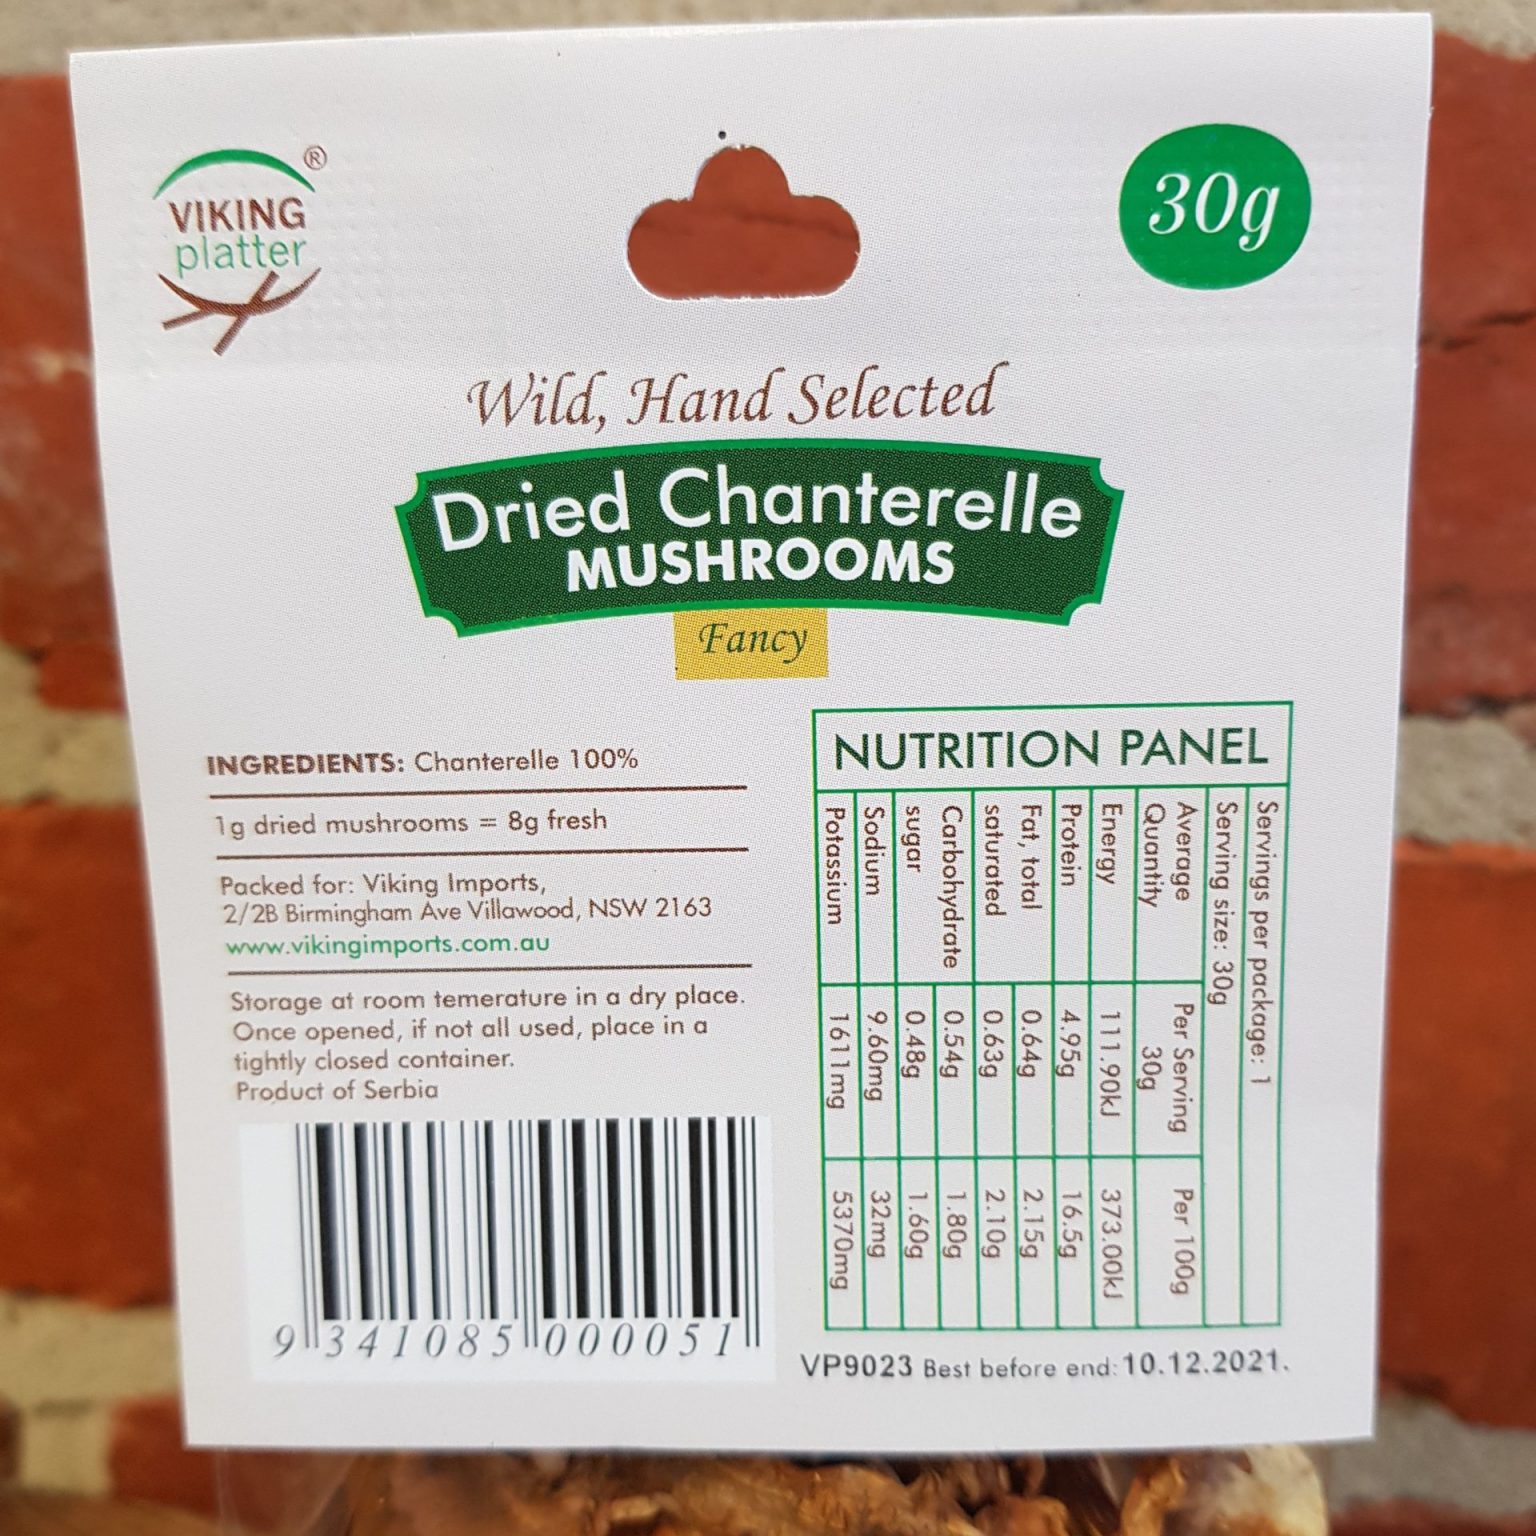 VIKING ®
platter
30g
Wild, Hand Selected
Dried Chanterelle
MUSHROOMS
Fancy
INGREDIENTS: Chanterelle 100%
1g dried mushrooms = 8g fresh
Packed for: Viking Imports,
2/2B Birmingham Ave Villawood, NSW 2163
www.vikingimports.com.au
Storage at room temerature in a dry place.
Once opened, if not all used, place in a
tightly closed container.
Product of Serbia
9 341085 000051
NUTRITION PANEL
Servings per package: 1
Serving size: 30g
Average Quantity Per Serving 30g Per 100g
Energy 111.90kJ 373.00kJ
Protein 4.95g 16.5g
Fat, total 0.64g 2.15g
saturated 0.63g 2.10g
Carbohydrate 0.54g 1.80g
sugar 0.48g 1.60g
Sodium 9.60mg 32mg
Potassium 1611mg 5370mg
VP9023 Best before end: 10.12.2021.